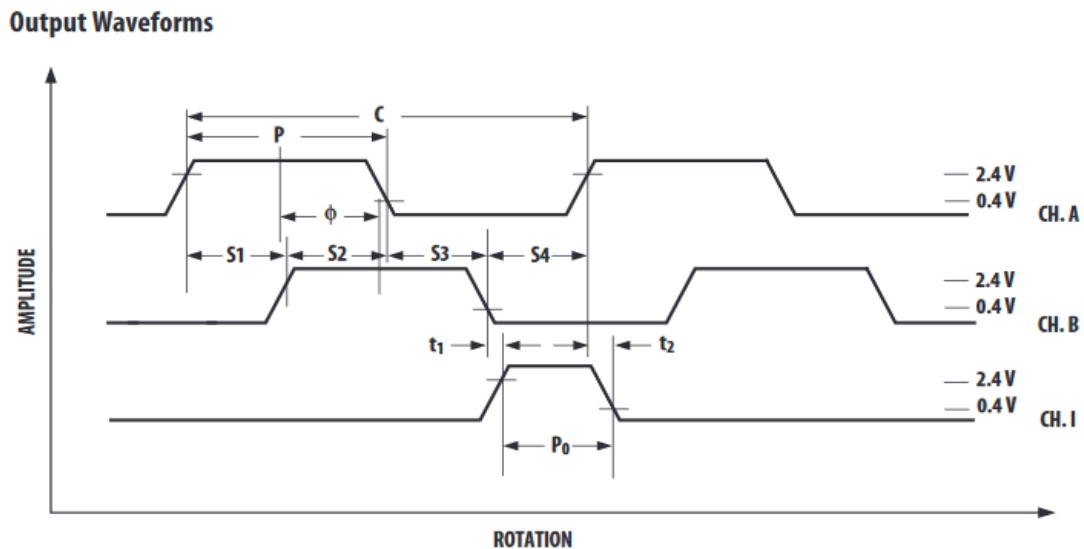 Output Waveforms
C
P
2.4 V
0.4 V
CH. A
ϕ
S1 S2 S3 S4
2.4 V
0.4 V
CH. B
t1 t2
2.4 V
0.4 V
CH. I
P0
AMPLITUDE
ROTATION